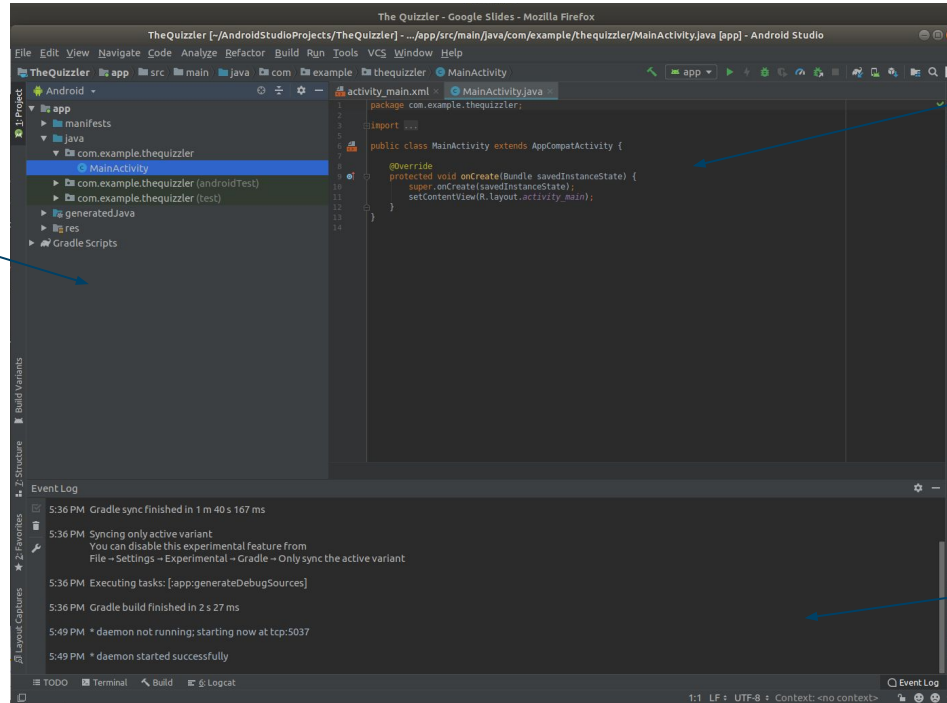 The Quizzler - Google Slides - Mozilla Firefox
TheQuizzler [~/AndroidStudioProjects/TheQuizzler] - .../app/src/main/java/com/example/thequizzler/MainActivity.java [app] - Android Studio
File Edit View Navigate Code Analyze Refactor Build Run Tools VCS Window Help
TheQuizzler app src main java com example thequizzler MainActivity app
1: Project
Android
app
manifests
java
com.example.thequizzler
MainActivity
com.example.thequizzler (androidTest)
com.example.thequizzler (test)
generatedJava
res
Gradle Scripts
activity_main.xml × MainActivity.java ×
1 package com.example.thequizzler;
2
3 import ...
5
6 public class MainActivity extends AppCompatActivity {
7
8 @Override
9 protected void onCreate(Bundle savedInstanceState) {
10 super.onCreate(savedInstanceState);
11 setContentView(R.layout.activity_main);
12 }
13 }
14
Build Variants
7: Structure
2: Favorites
Layout Captures
Event Log
5:36 PM Gradle sync finished in 1 m 40 s 167 ms
5:36 PM Syncing only active variant
You can disable this experimental feature from
File → Settings → Experimental → Gradle → Only sync the active variant
5:36 PM Executing tasks: [:app:generateDebugSources]
5:36 PM Gradle build finished in 2 s 27 ms
5:49 PM * daemon not running; starting now at tcp:5037
5:49 PM * daemon started successfully
TODO Terminal Build 6: Logcat Event Log
1:1 LF UTF-8 Context: <no context>